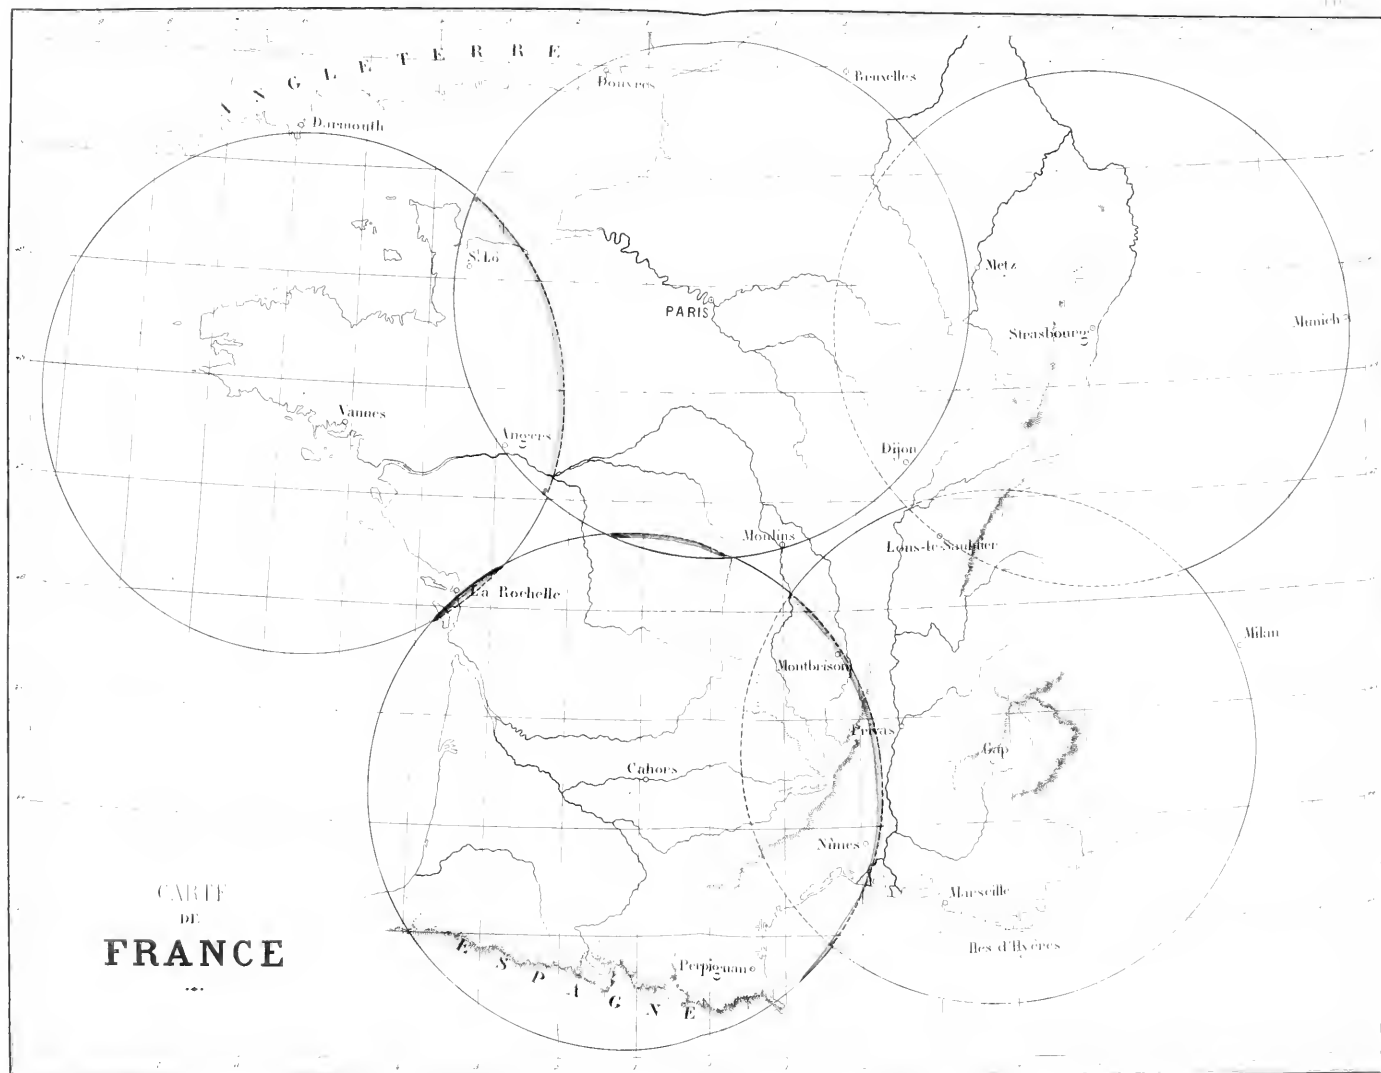 ANGLETERRE
Douvres
Bruxelles
Darmouth
St Lô
Metz
PARIS
Strasbourg
Munich
Vannes
Angers
Dijon
Moulins
Lons-le-Saulnier
La Rochelle
Milan
Montbrison
Privas
Gap
Cahors
Nîmes
CARTE
DE
FRANCE
Marseille
Iles d'Hyères
ESPAGNE
Perpignan